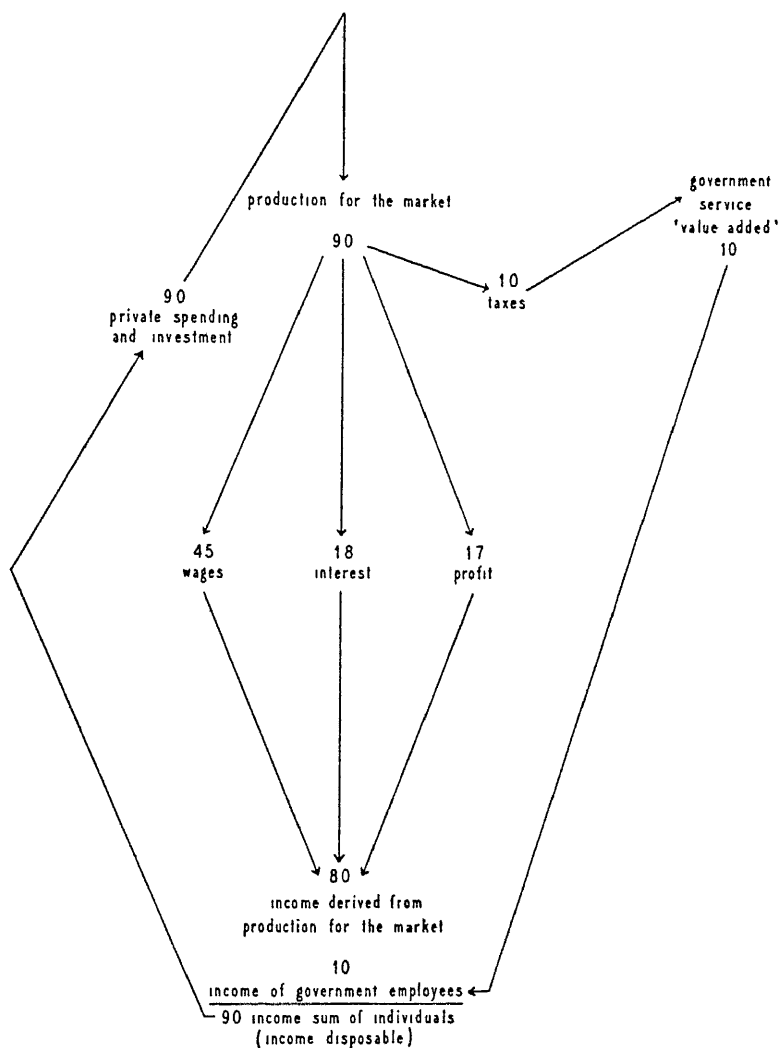 production for the market
90
government
service
'value added'
10
10
taxes
90
private spending
and investment
45
wages
18
interest
17
profit
80
income derived from
production for the market
10
income of government employees
90 income sum of individuals
(income disposable)